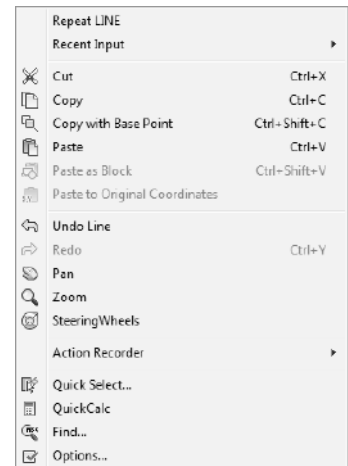 Repeat LINE
Recent Input
Cut Ctrl+X
Copy Ctrl+C
Copy with Base Point Ctrl+Shift+C
Paste Ctrl+V
Paste as Block Ctrl+Shift+V
Paste to Original Coordinates
Undo Line
Redo Ctrl+Y
Pan
Zoom
SteeringWheels
Action Recorder
Quick Select...
QuickCalc
Find...
Options...